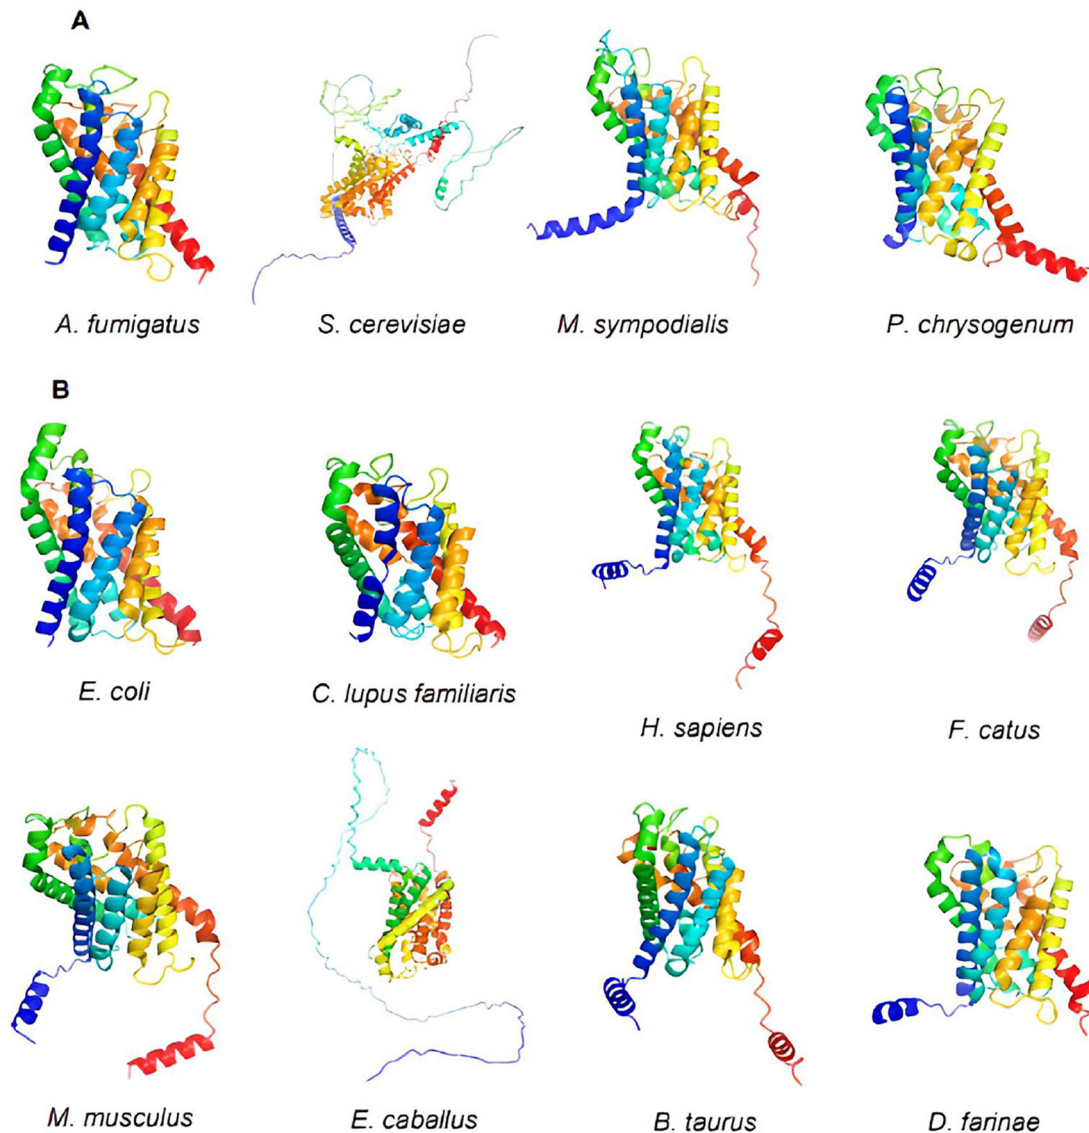 A
A. fumigatus
S. cerevisiae
M. sympodialis
P. chrysogenum
B
E. coli
C. lupus familiaris
H. sapiens
F. catus
M. musculus
E. caballus
B. taurus
D. farinae